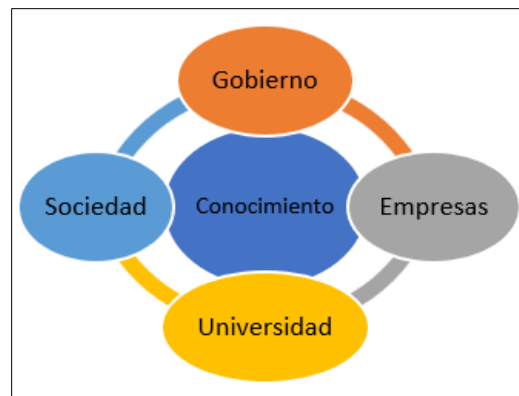 Gobierno
Sociedad
Conocimiento
Empresas
Universidad